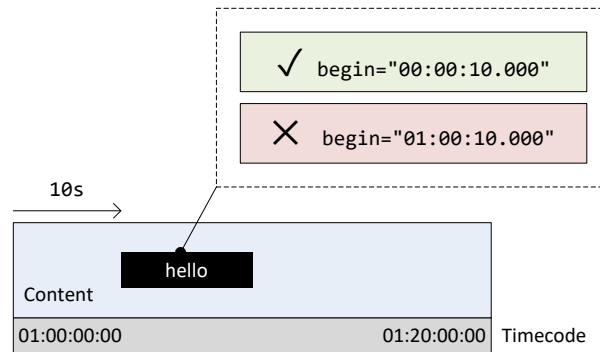 ✓ begin="00:00:10.000"
✕ begin="01:00:10.000"
10s
hello
Content
01:00:00:00 01:20:00:00 Timecode